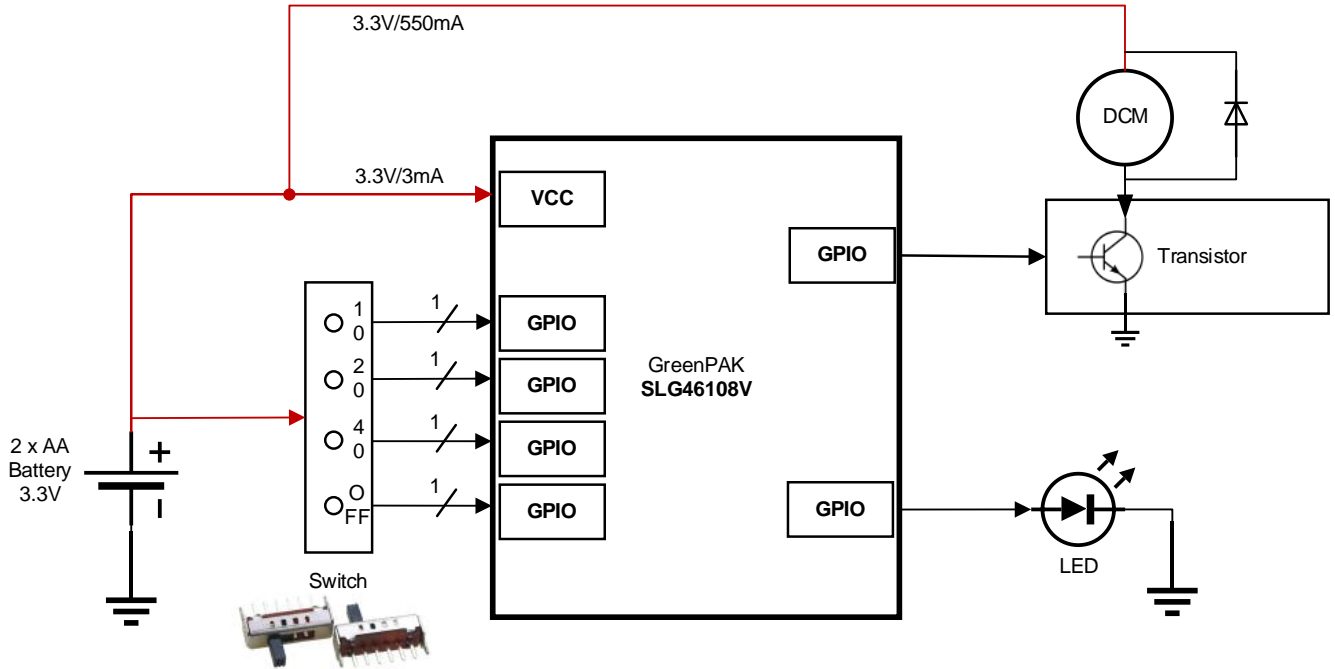 3.3V/550mA
DCM
3.3V/3mA
VCC
GPIO
Transistor
1
0
1
GPIO
2
0
1
GPIO
GreenPAK
SLG46108V
4
0
1
GPIO
2 x AA
Battery
3.3V
+
–
O
FF
1
GPIO
GPIO
LED
Switch